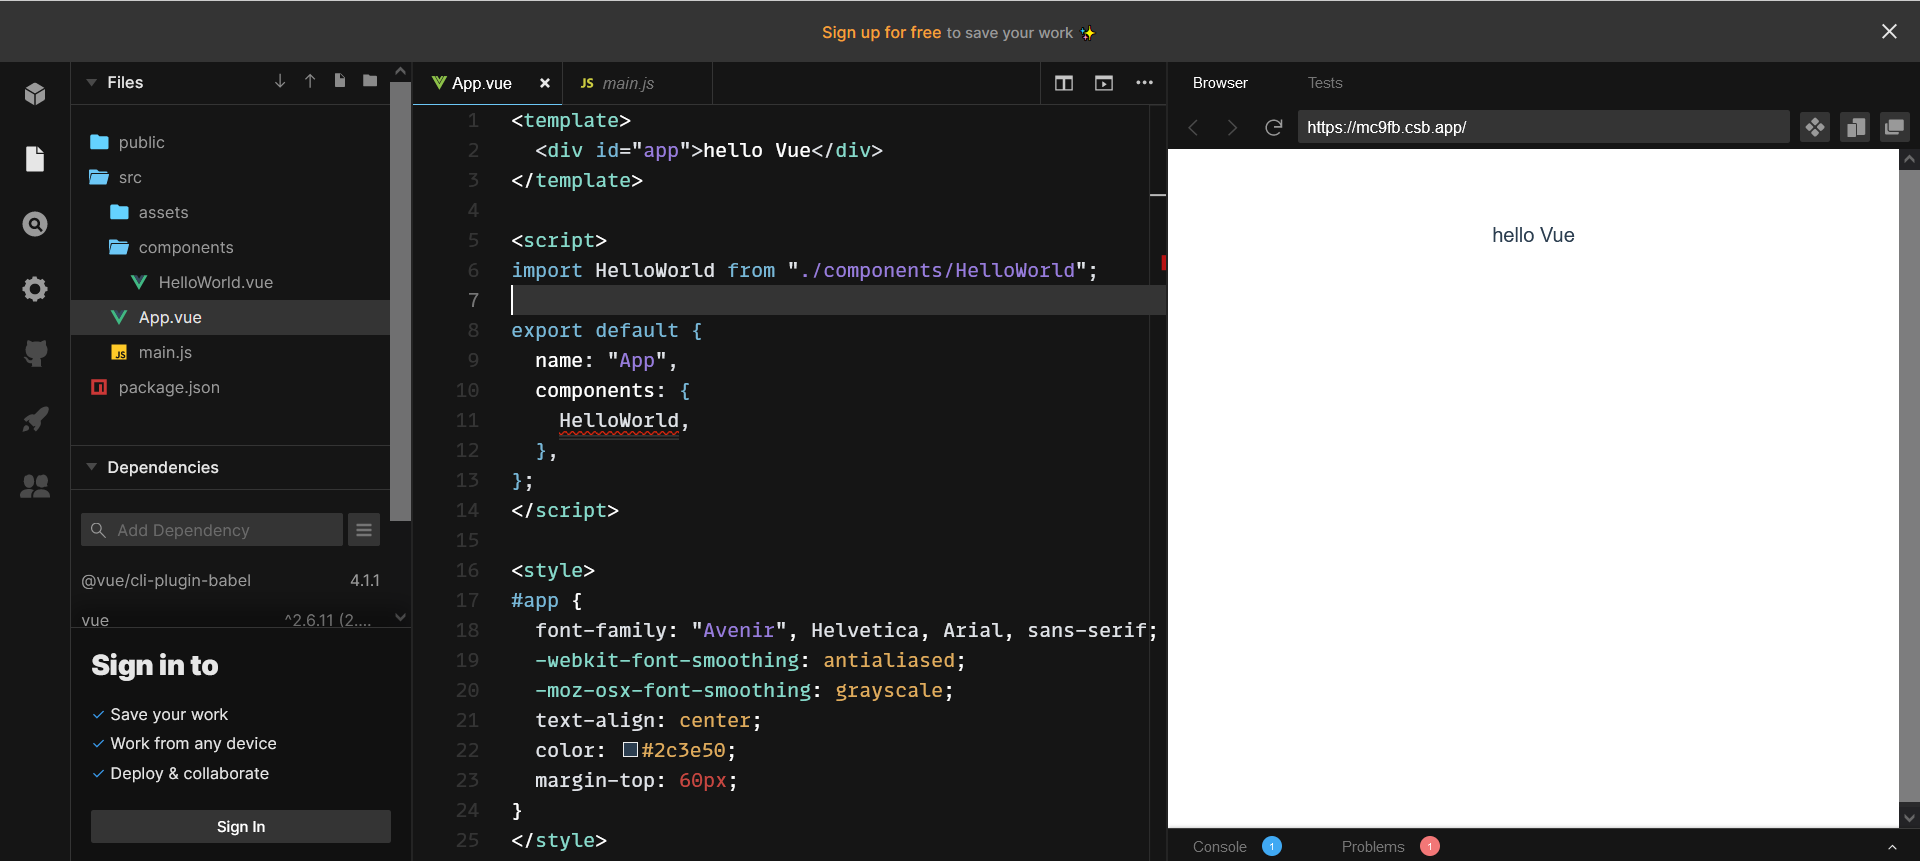 Sign up for free to save your work ✨
Files
public
src
assets
components
HelloWorld.vue
App.vue
JS main.js
package.json
Dependencies
Add Dependency
@vue/cli-plugin-babel 4.1.1
vue ^2.6.11 (2....
Sign in to
Save your work
Work from any device
Deploy & collaborate
Sign In
App.vue
JS main.js
1 <template>
2 <div id="app">hello Vue</div>
3 </template>
4
5 <script>
6 import HelloWorld from "./components/HelloWorld";
7
8 export default {
9 name: "App",
10 components: {
11 HelloWorld,
12 },
13 };
14 </script>
15
16 <style>
17 #app {
18 font-family: "Avenir", Helvetica, Arial, sans-serif;
19 -webkit-font-smoothing: antialiased;
20 -moz-osx-font-smoothing: grayscale;
21 text-align: center;
22 color: #2c3e50;
23 margin-top: 60px;
24 }
25 </style>
Browser Tests
https://mc9fb.csb.app/
hello Vue
Console 1 Problems 1